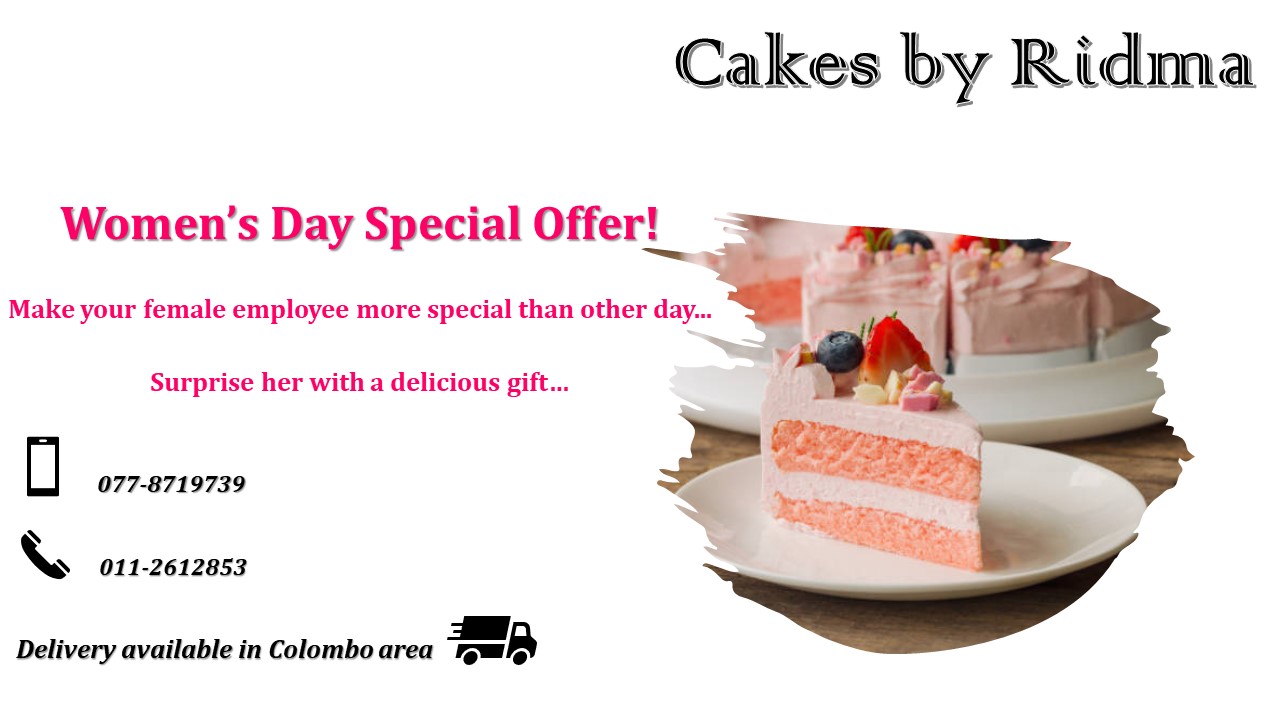 Cakes by Ridma
Women’s Day Special Offer!
Make your female employee more special than other day...
Surprise her with a delicious gift...
077-8719739
011-2612853
Delivery available in Colombo area